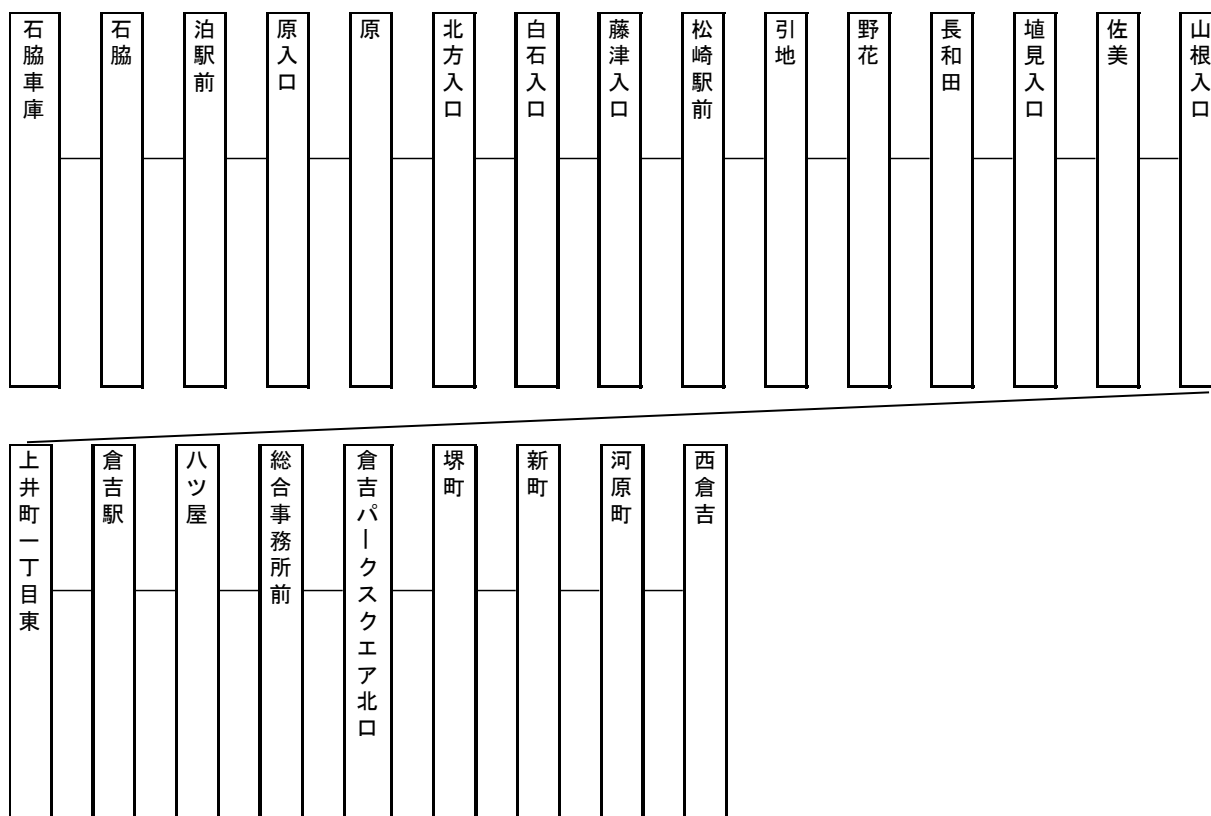 石脇車庫
石脇
泊駅前
原入口
原
北方入口
白石入口
藤津入口
松崎駅前
引地
野花
長和田
埴見入口
佐美
山根入口
上井町一丁目東
倉吉駅
八ツ屋
総合事務所前
倉吉パークスクエア北口
堺町
新町
河原町
西倉吉